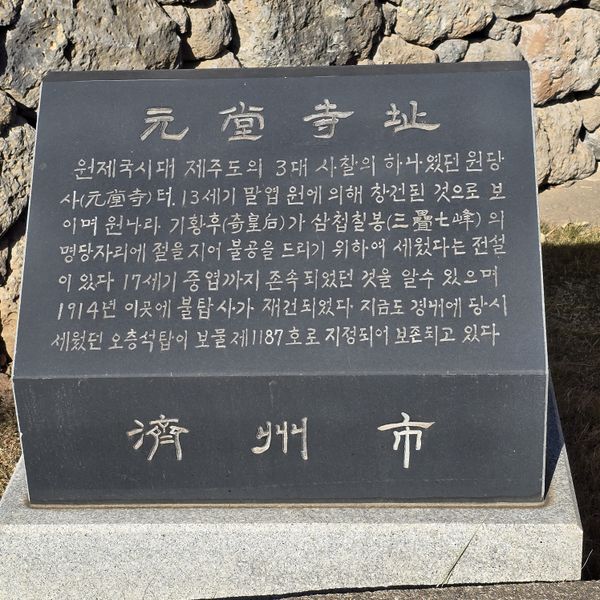 元堂寺址
원제국시대 제주도의 3대 사찰의 하나였던 원당
사(元堂寺)터. 13세기 말엽 원에 의해 창건된 것으로 보
이며 원나라 기황후(奇皇后)가 삼첩칠봉(三疊七峰)의
명당자리에 절을 지어 불공을 드리기 위하여 세웠다는 전설
이 있다. 17세기 중엽까지 존속되었던 것을 알수 있으며
1914년 이곳에 불탑사가 재건되었다. 지금도 경내에 당시
세웠던 오층석탑이 보물 제1187호로 지정되어 보존되고 있다.
濟州市